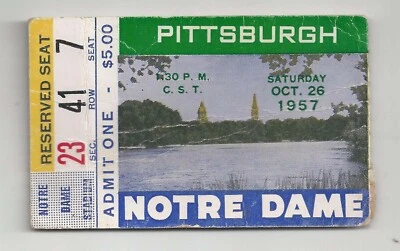 PITTSBURGH
1:30 P. M.
C. S. T.
SATURDAY
OCT. 26
1957
NOTRE DAME
ADMIT ONE - $5.00
SEC. ROW SEAT
23 41 7
RESERVED SEAT
NOTRE
DAME
STADIUM